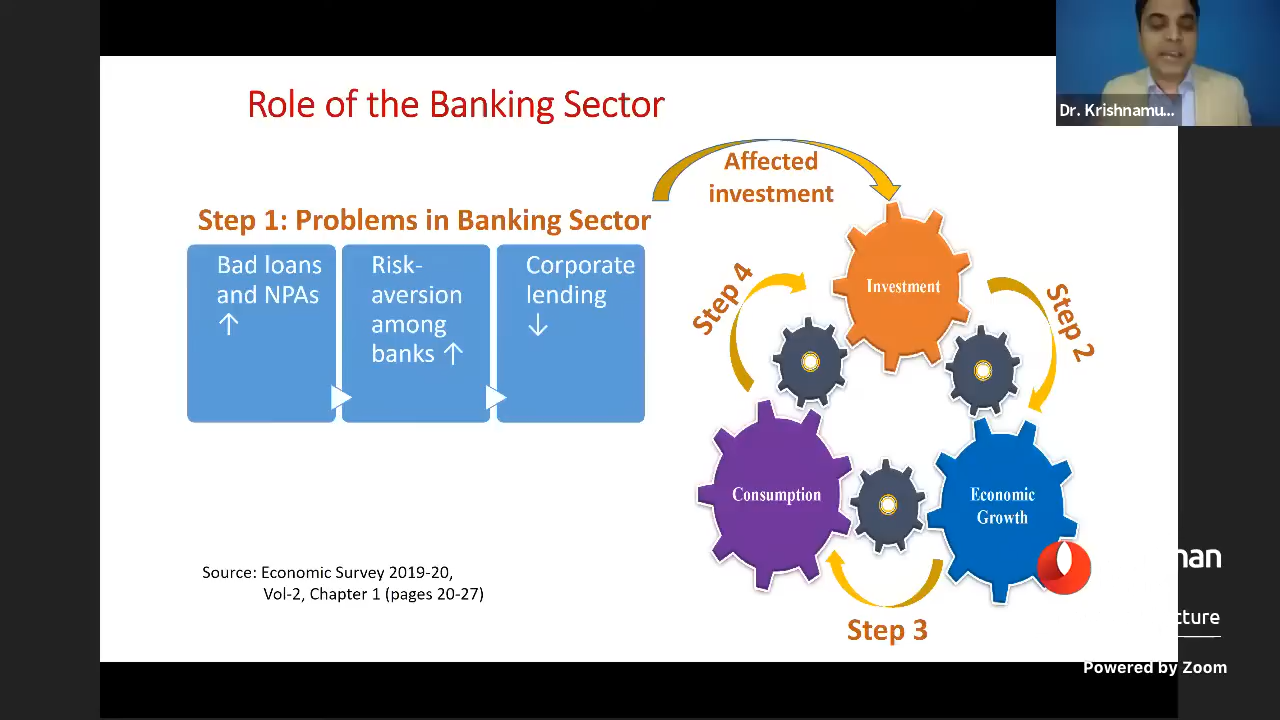 Role of the Banking Sector
Dr. Krishnamu...
Affected
investment
Step 1: Problems in Banking Sector
Bad loans
and NPAs
↑
Risk-
aversion
among
banks ↑
Corporate
lending
↓
Investment
Step 4
Step 2
Consumption
Economic
Growth
Step 3
Source: Economic Survey 2019-20,
Vol-2, Chapter 1 (pages 20-27)
Powered by Zoom